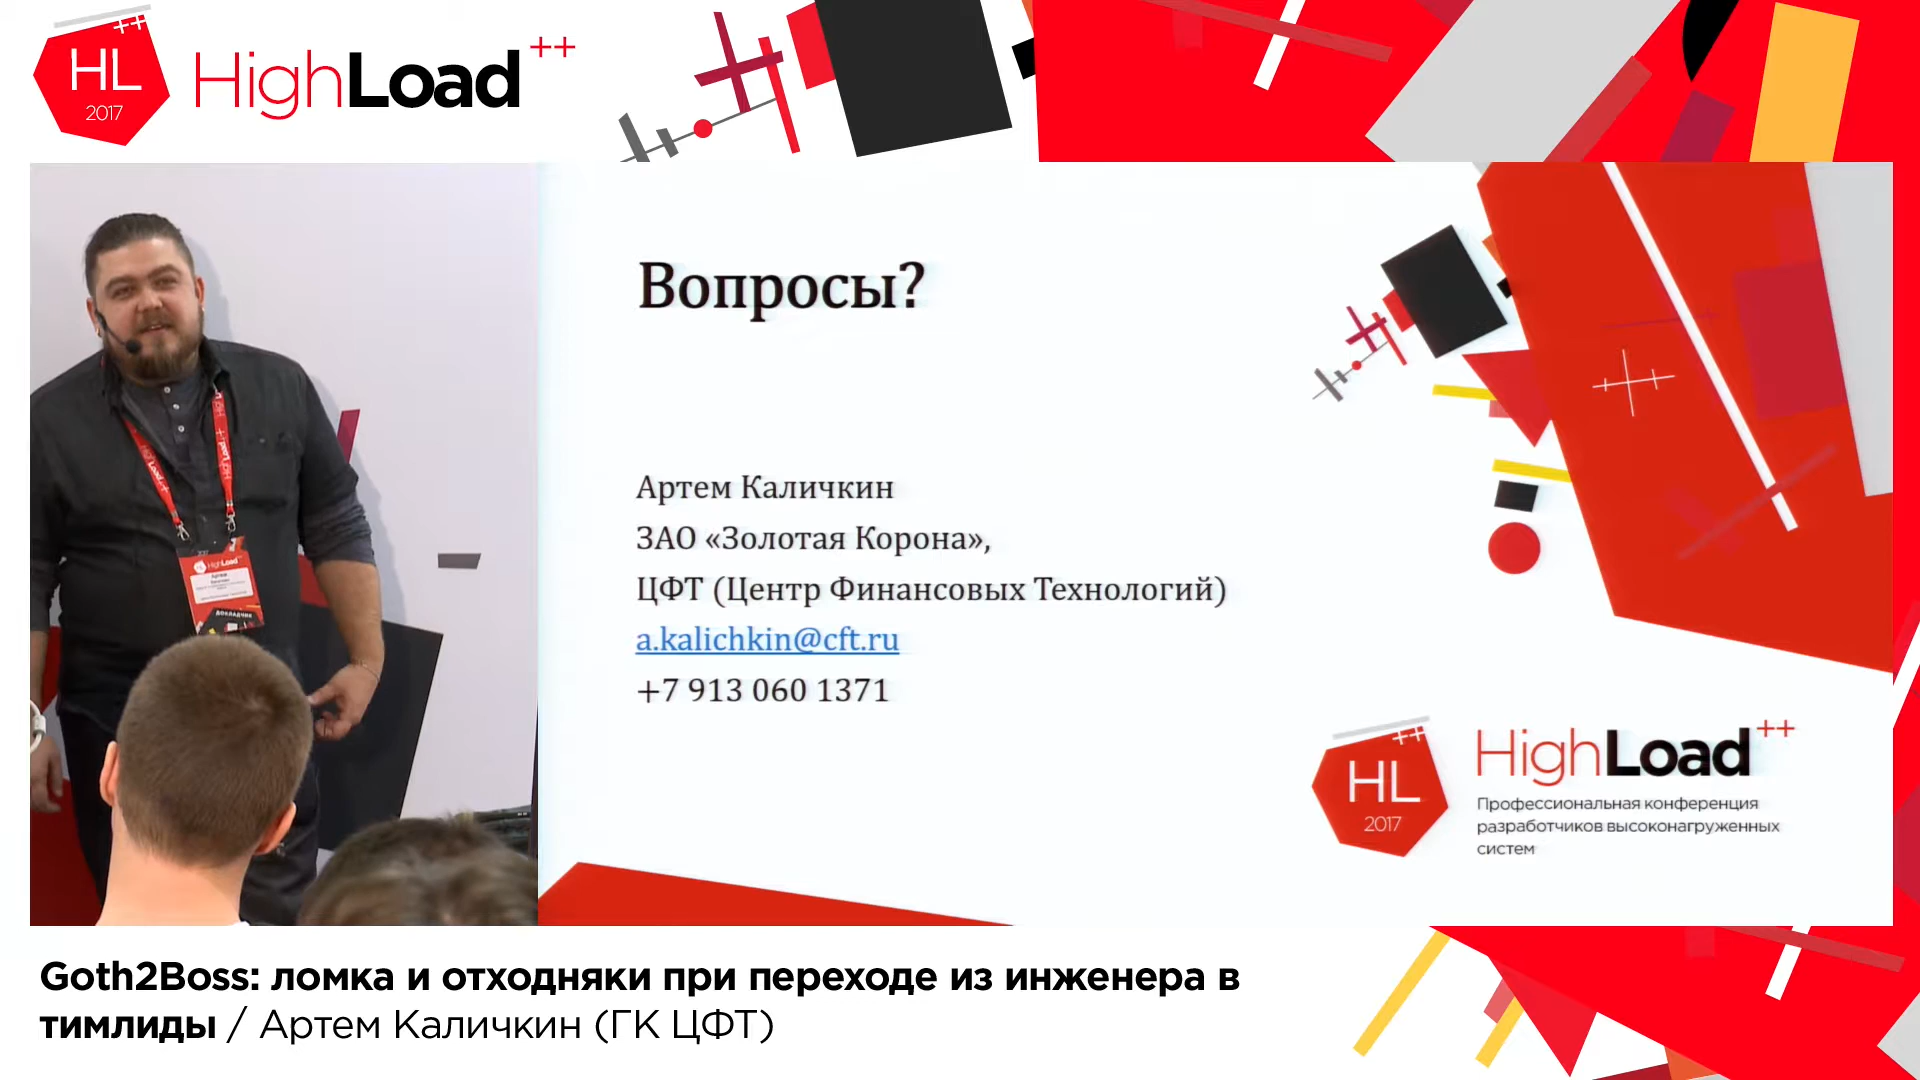 HL
2017
HighLoad++
Вопросы?
Артем Каличкин
ЗАО «Золотая Корона»,
ЦФТ (Центр Финансовых Технологий)
a.kalichkin@cft.ru
+7 913 060 1371
HL
2017
HighLoad++
Профессиональная конференция
разработчиков высоконагруженных
систем
HighLoad++
ДОКЛАДЧИК
Goth2Boss: ломка и отходняки при переходе из инженера в
тимлиды / Артем Каличкин (ГК ЦФТ)